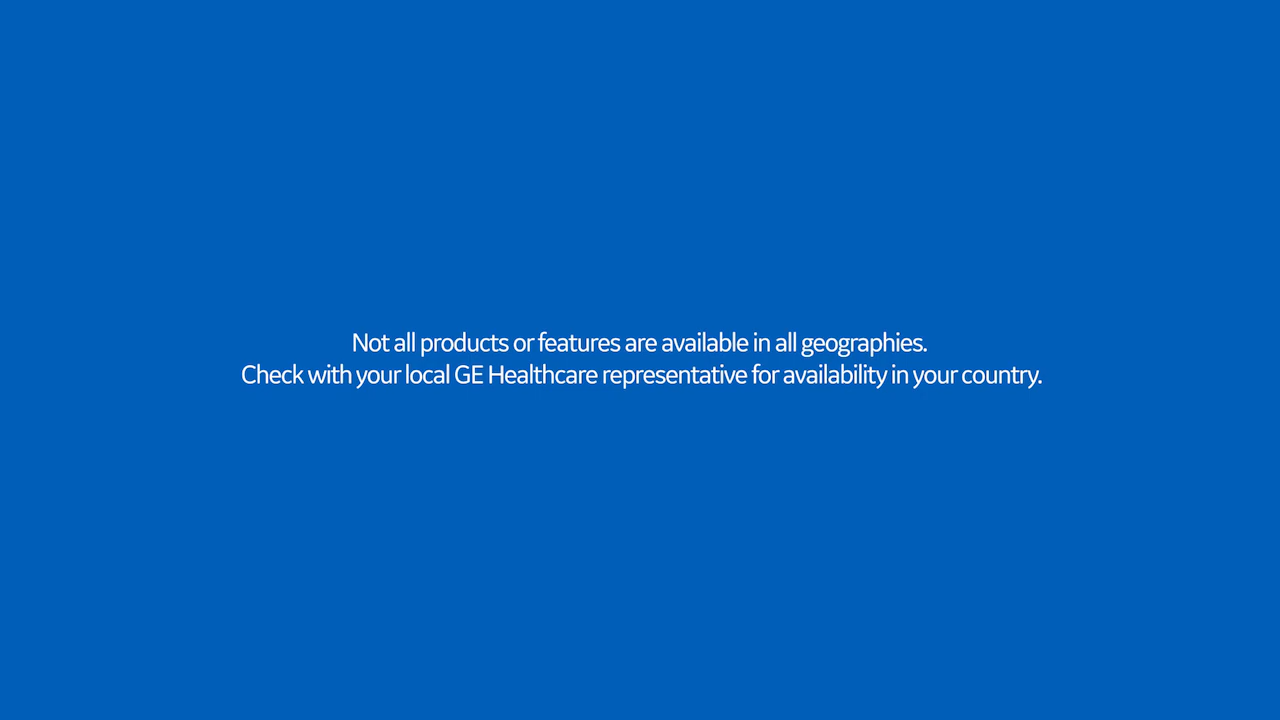 Not all products or features are available in all geographies.
Check with your local GE Healthcare representative for availability in your country.